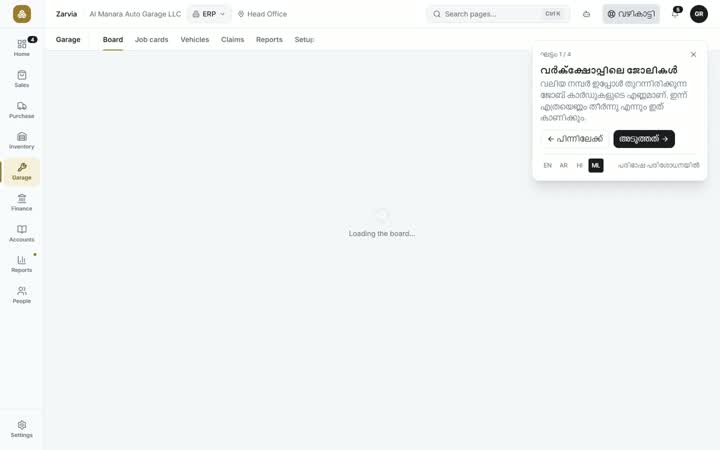 Zarvia Al Manara Auto Garage LLC ERP Head Office Search pages... Ctrl K വഴികാട്ടി 5 GR
Garage Board Job cards Vehicles Claims Reports Setup
4
Home
Sales
Purchase
Inventory
Garage
Finance
Accounts
Reports
People
Settings
ഘട്ടം 1 / 4
വർക്ക്ഷോപ്പിലെ ജോലികൾ
വലിയ നമ്പർ ഇപ്പോൾ തുറന്നിരിക്കുന്ന
ജോബ് കാർഡുകളുടെ എണ്ണമാണ്. ഇന്ന്
എത്രയെണ്ണം തീർന്നു എന്നും ഇത്
കാണിക്കും.
← പിന്നിലേക്ക് അടുത്തത് →
EN AR HI ML പരിഭാഷ പരിശോധനയിൽ
Loading the board...